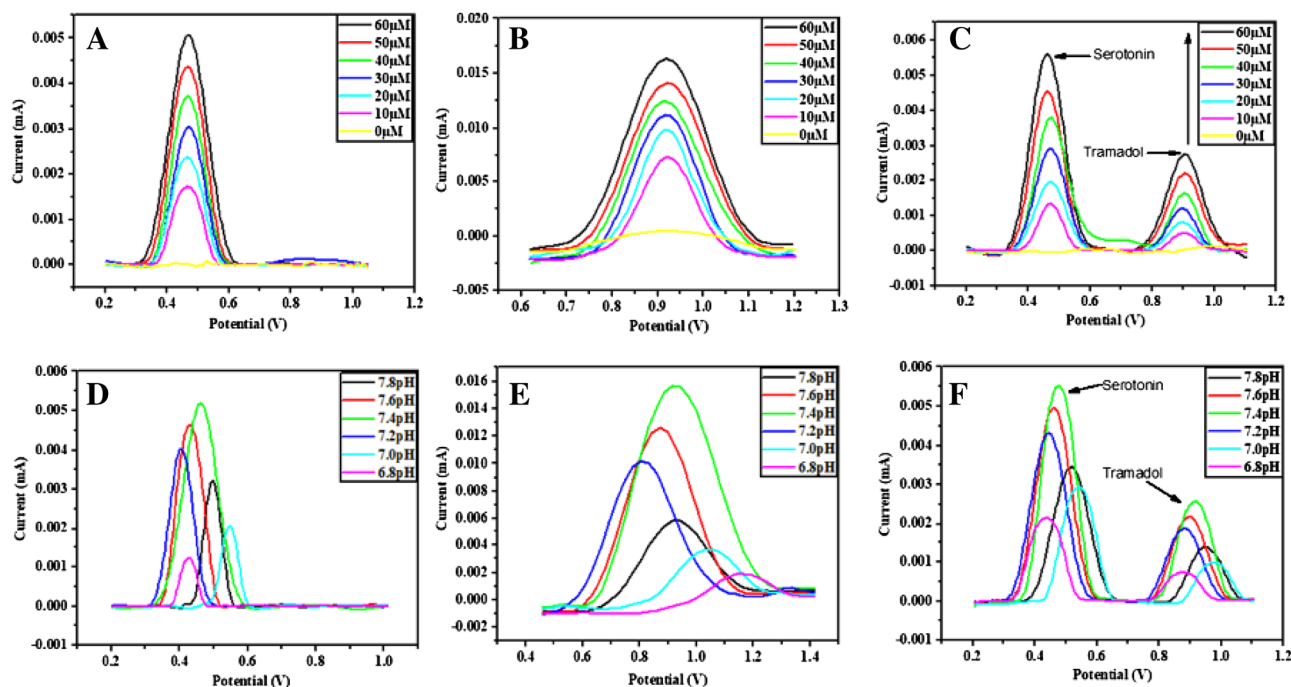 A
60μM
50μM
40μM
30μM
20μM
10μM
0μM
0.005
0.004
0.003
0.002
0.001
0.000
Current (mA)
0.0 0.2 0.4 0.6 0.8 1.0 1.2
Potential (V)
B
60μM
50μM
40μM
30μM
20μM
10μM
0μM
0.020
0.015
0.010
0.005
0.000
-0.005
Current (mA)
0.6 0.7 0.8 0.9 1.0 1.1 1.2 1.3
Potential (V)
C
60μM
50μM
40μM
30μM
20μM
10μM
0μM
Serotonin
Tramadol
0.006
0.005
0.004
0.003
0.002
0.001
0.000
-0.001
Current (mA)
0.2 0.4 0.6 0.8 1.0 1.2
Potential (V)
D
7.8pH
7.6pH
7.4pH
7.2pH
7.0pH
6.8pH
0.006
0.005
0.004
0.003
0.002
0.001
0.000
-0.001
Current (mA)
0.2 0.4 0.6 0.8 1.0
Potential (V)
E
7.8pH
7.6pH
7.4pH
7.2pH
7.0pH
6.8pH
0.016
0.014
0.012
0.010
0.008
0.006
0.004
0.002
0.000
-0.002
Current (mA)
0.4 0.6 0.8 1.0 1.2 1.4
Potential (V)
F
7.8pH
7.6pH
7.4pH
7.2pH
7.0pH
6.8pH
Serotonin
Tramadol
0.006
0.005
0.004
0.003
0.002
0.001
0.000
-0.001
Current (mA)
0.2 0.4 0.6 0.8 1.0 1.2
Potential (V)